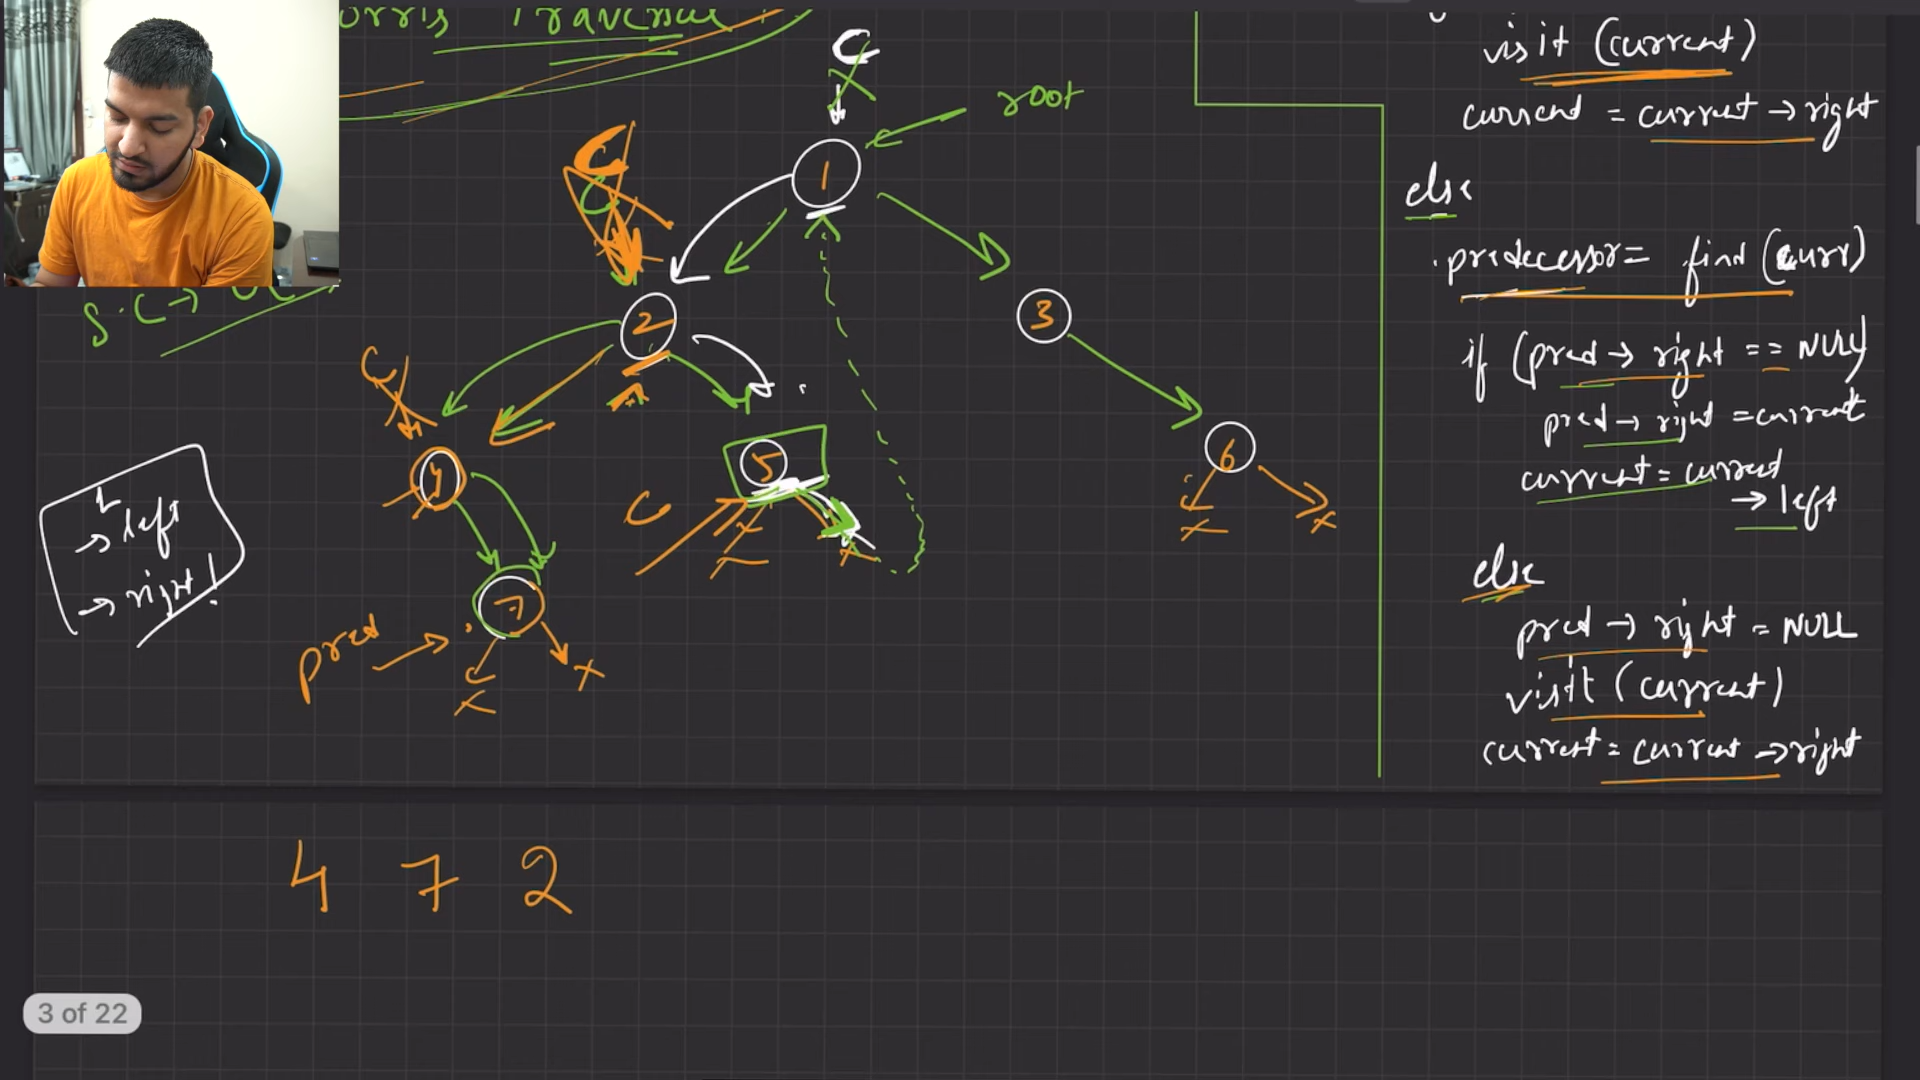 Morris Traversal
S.C →
C
root
1
C
C
2
3
C
4
5
6
C
7
pred →
x
x
x
x
L
→ left
→ right!
visit (current)
current = current → right
else
predecessor = find (curr)
if (pred → right == NULL)
pred → right = current
current = current
→ left
else
pred → right = NULL
visit (current)
current = current → right
4 7 2
3 of 22